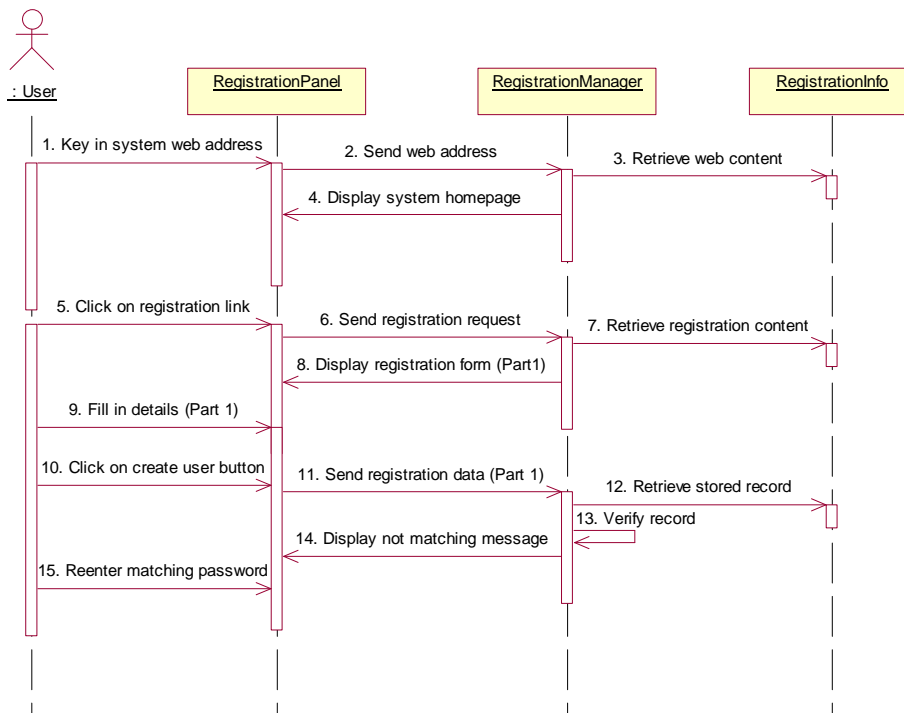 : User
RegistrationPanel
RegistrationManager
RegistrationInfo
1. Key in system web address
2. Send web address
3. Retrieve web content
4. Display system homepage
5. Click on registration link
6. Send registration request
7. Retrieve registration content
8. Display registration form (Part1)
9. Fill in details (Part 1)
10. Click on create user button
11. Send registration data (Part 1)
12. Retrieve stored record
13. Verify record
14. Display not matching message
15. Reenter matching password